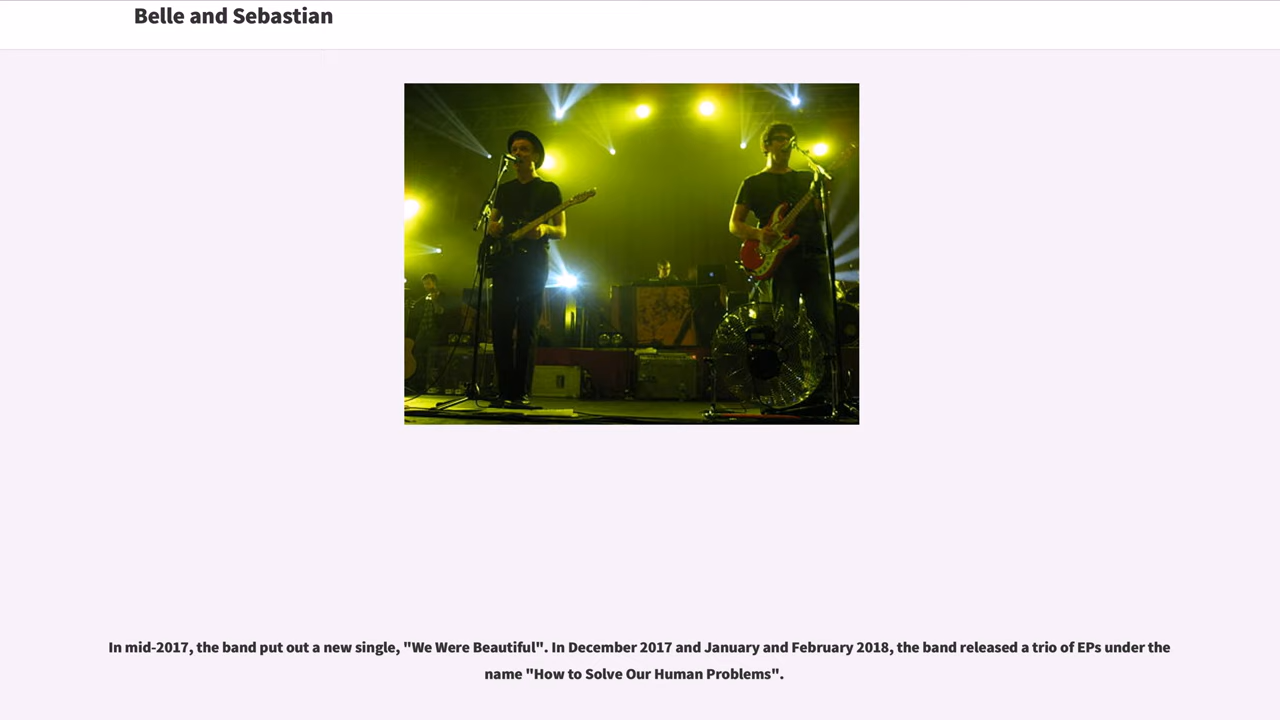 Belle and Sebastian
In mid-2017, the band put out a new single, "We Were Beautiful". In December 2017 and January and February 2018, the band released a trio of EPs under the
name "How to Solve Our Human Problems".